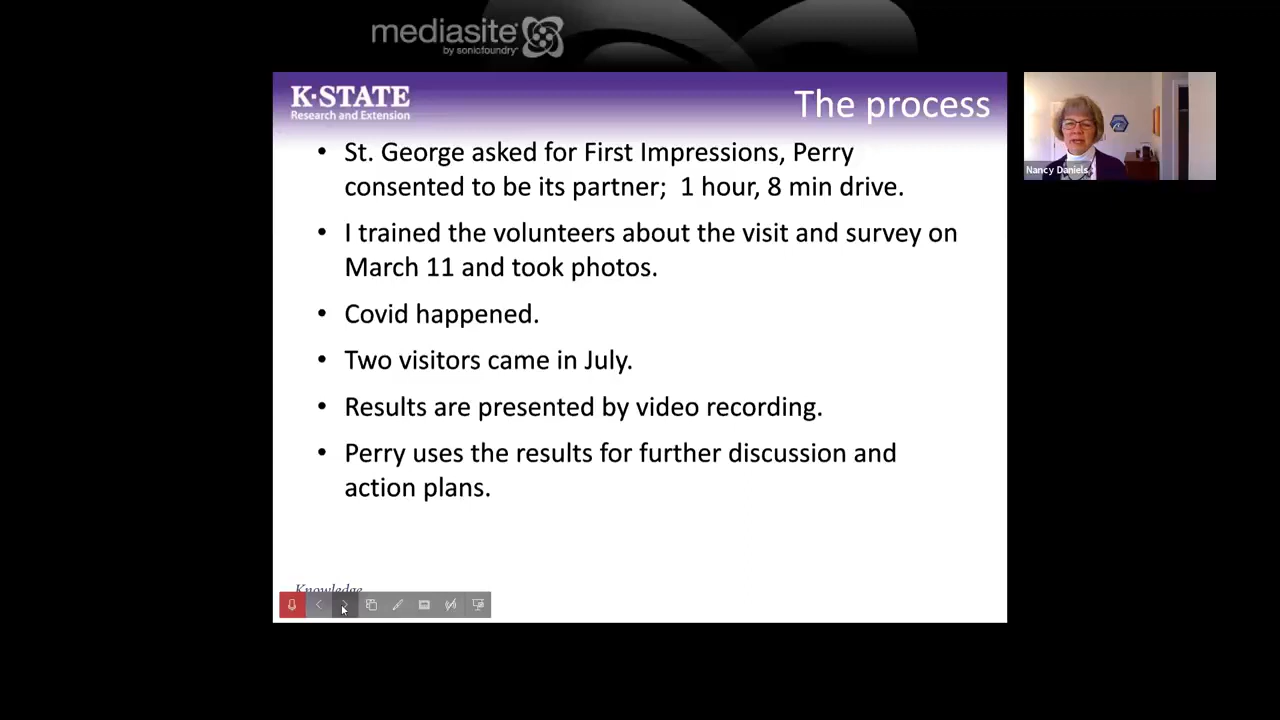 mediasite
by sonicfoundry
K·STATE
Research and Extension
The process
Nancy Daniels
• St. George asked for First Impressions, Perry
consented to be its partner;  1 hour, 8 min drive.
• I trained the volunteers about the visit and survey on
March 11 and took photos.
• Covid happened.
• Two visitors came in July.
• Results are presented by video recording.
• Perry uses the results for further discussion and
action plans.
Knowledge